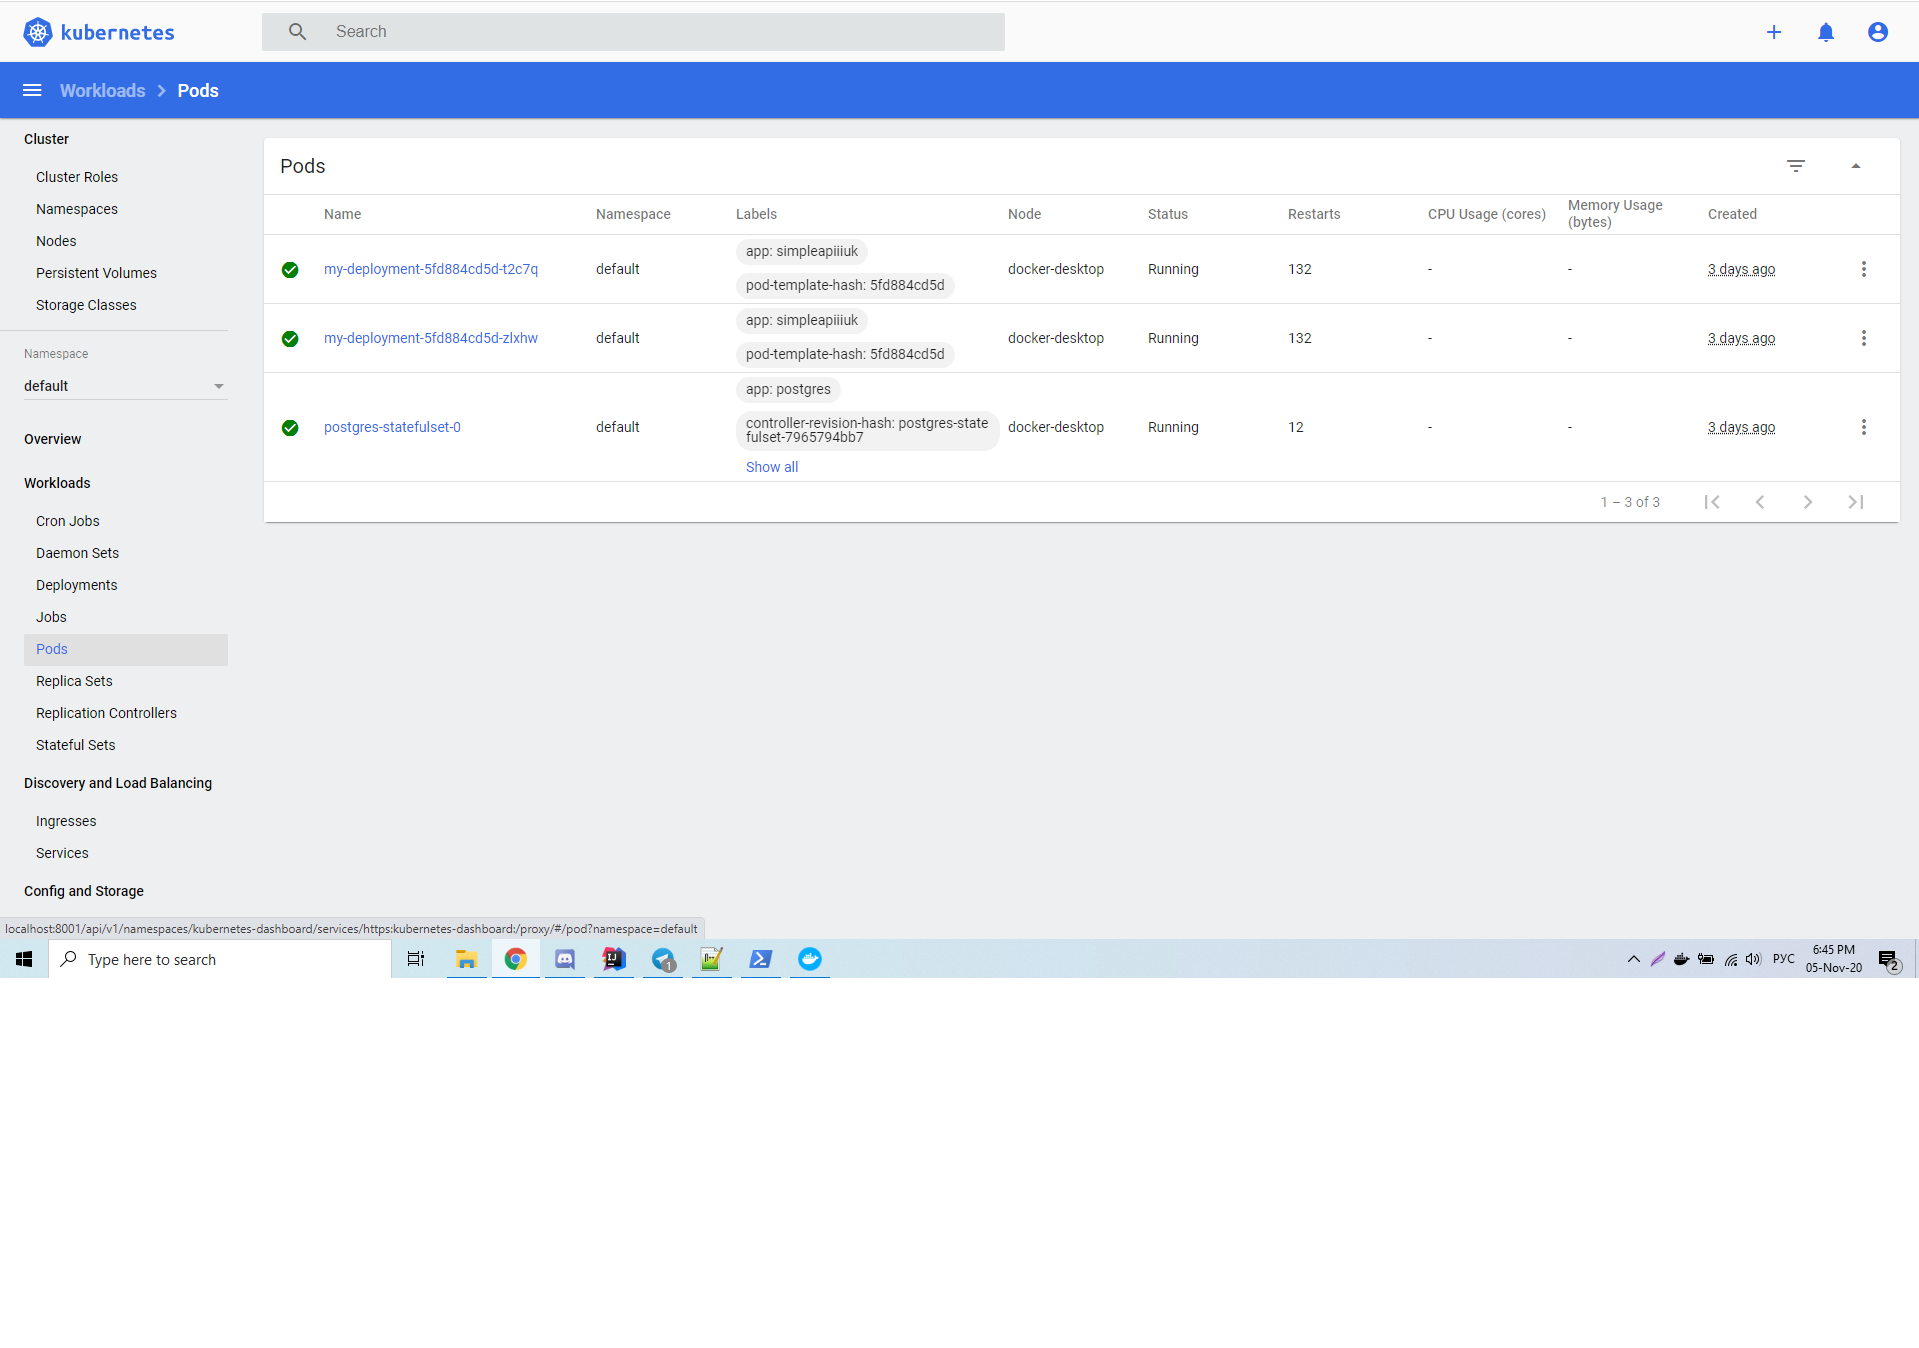 kubernetes
Search
Workloads
Pods
Cluster
Cluster Roles
Namespaces
Nodes
Persistent Volumes
Storage Classes
Namespace
default
Overview
Workloads
Cron Jobs
Daemon Sets
Deployments
Jobs
Pods
Replica Sets
Replication Controllers
Stateful Sets
Discovery and Load Balancing
Ingresses
Services
Config and Storage
Pods
Name Namespace Labels Node Status Restarts CPU Usage (cores) Memory Usage (bytes) Created
my-deployment-5fd884cd5d-t2c7q default app: simpleapiiiuk docker-desktop Running 132 - - 3 days ago
pod-template-hash: 5fd884cd5d
my-deployment-5fd884cd5d-zlxhw default app: simpleapiiiuk docker-desktop Running 132 - - 3 days ago
pod-template-hash: 5fd884cd5d
postgres-statefulset-0 default app: postgres docker-desktop Running 12 - - 3 days ago
controller-revision-hash: postgres-state
fulset-7965794bb7
Show all
1 – 3 of 3
localhost:8001/api/v1/namespaces/kubernetes-dashboard/services/https:kubernetes-dashboard:/proxy/#/pod?namespace=default
Type here to search
1
РУС
6:45 PM
05-Nov-20
2